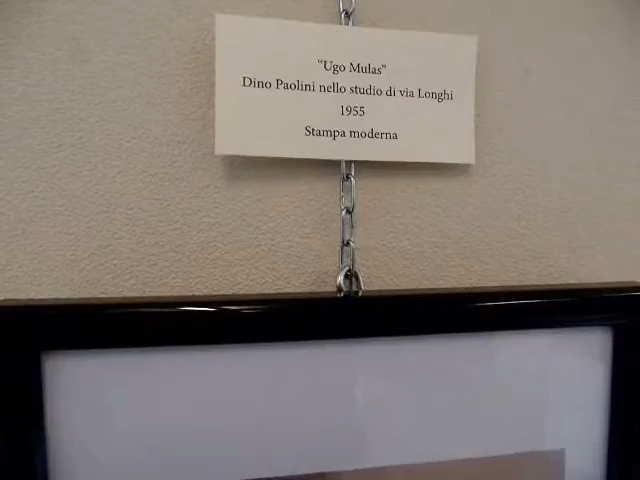 “Ugo Mulas”
Dino Paolini nello studio di via Longhi
1955
Stampa moderna